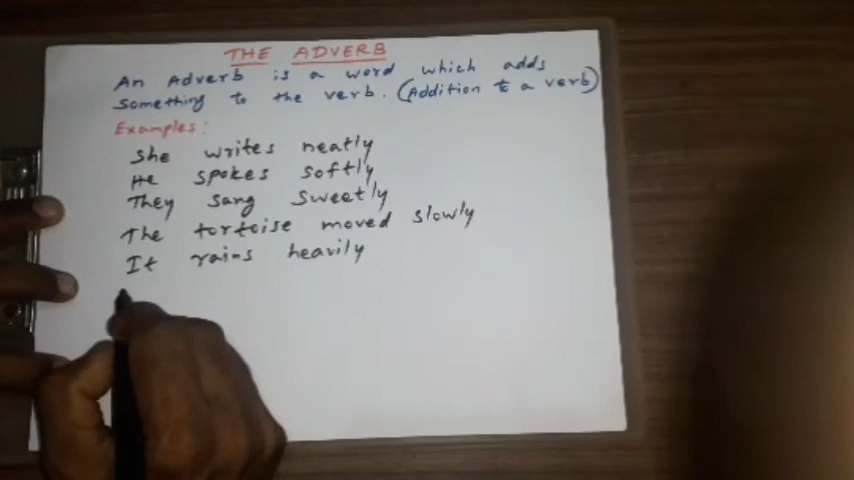 THE ADVERB
An Adverb is a word which adds
something to the verb. (Addition to a verb)
Examples:
She writes neatly
He spokes softly
They sang sweetly
The tortoise moved slowly
It rains heavily